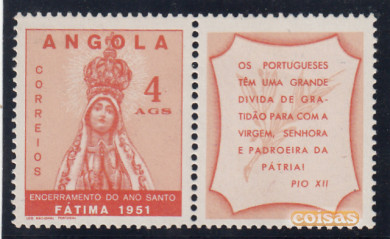 ANGOLA
CORREIOS
4
AGS
ENCERRAMENTO DO ANO SANTO
FÁTIMA 1951
OS PORTUGUESES
TÊM UMA GRANDE
DIVIDA DE GRA-
TIDÃO PARA COM A
VIRGEM, SENHORA
E PADROEIRA DA
PÁTRIA!
PIO XII
coisas